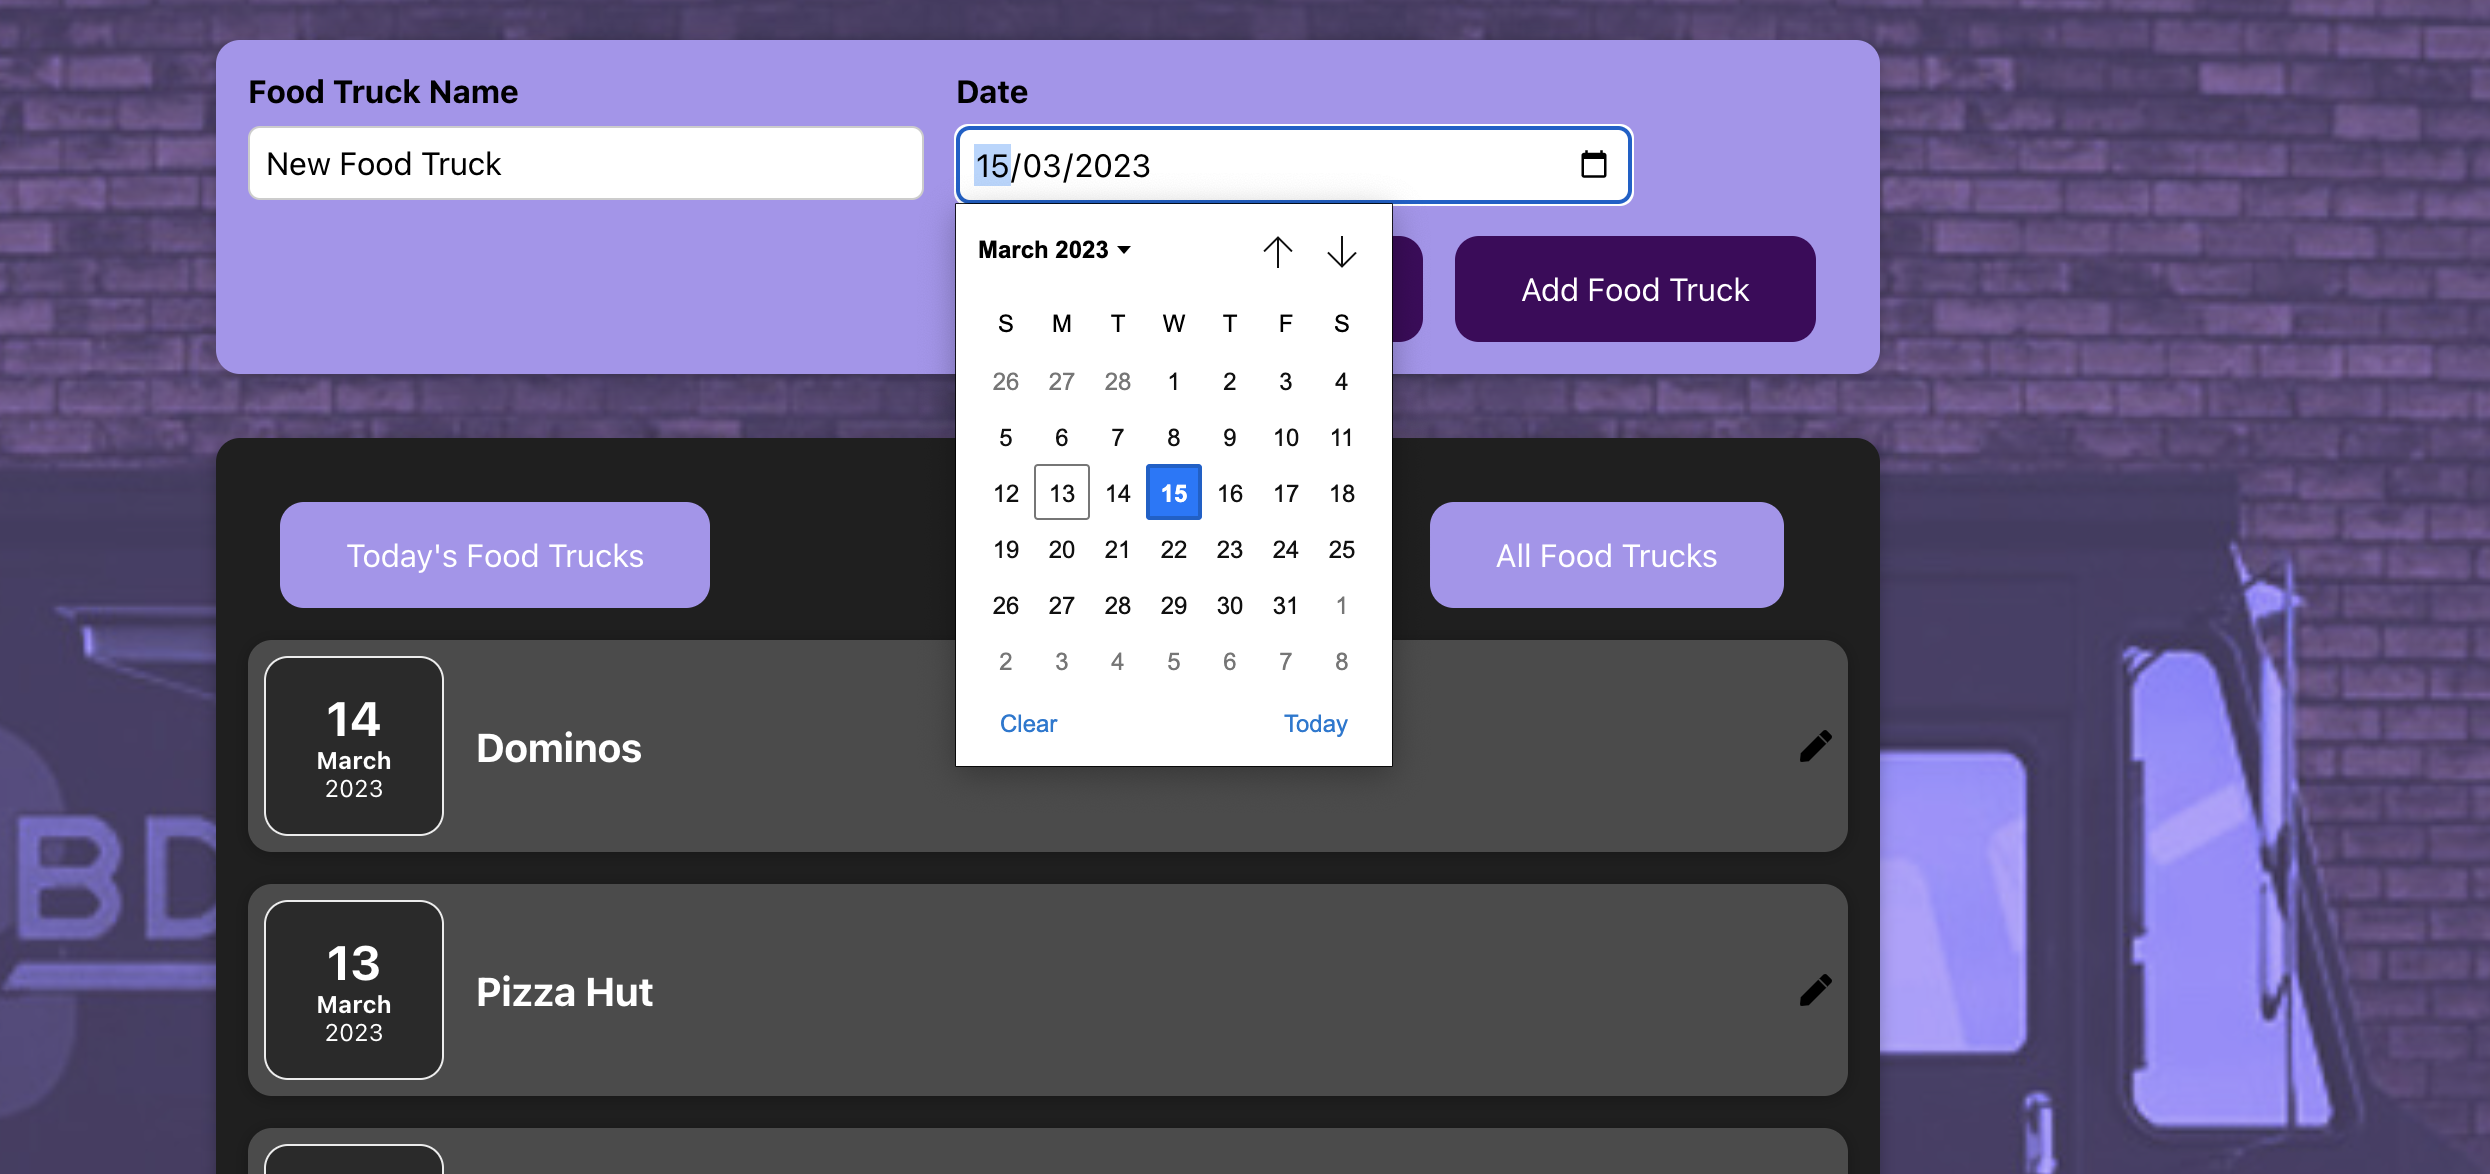 Food Truck Name
Date
New Food Truck
15/03/2023
March 2023
Add Food Truck
S M T W T F S
26 27 28 1 2 3 4
5 6 7 8 9 10 11
12 13 14 15 16 17 18
19 20 21 22 23 24 25
26 27 28 29 30 31 1
2 3 4 5 6 7 8
Clear
Today
Today's Food Trucks
All Food Trucks
14
March
2023
Dominos
13
March
2023
Pizza Hut
BD